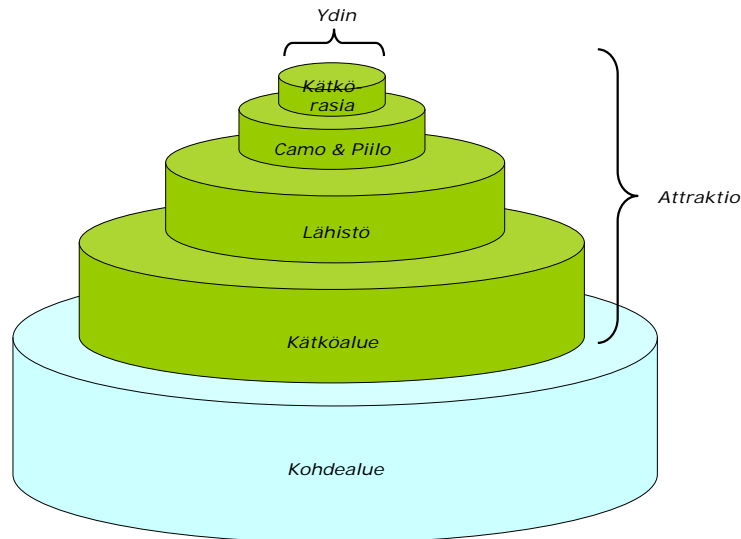 Ydin
Kätkö-
rasia
Camo & Piilo
Attraktio
Lähistö
Kätköalue
Kohdealue